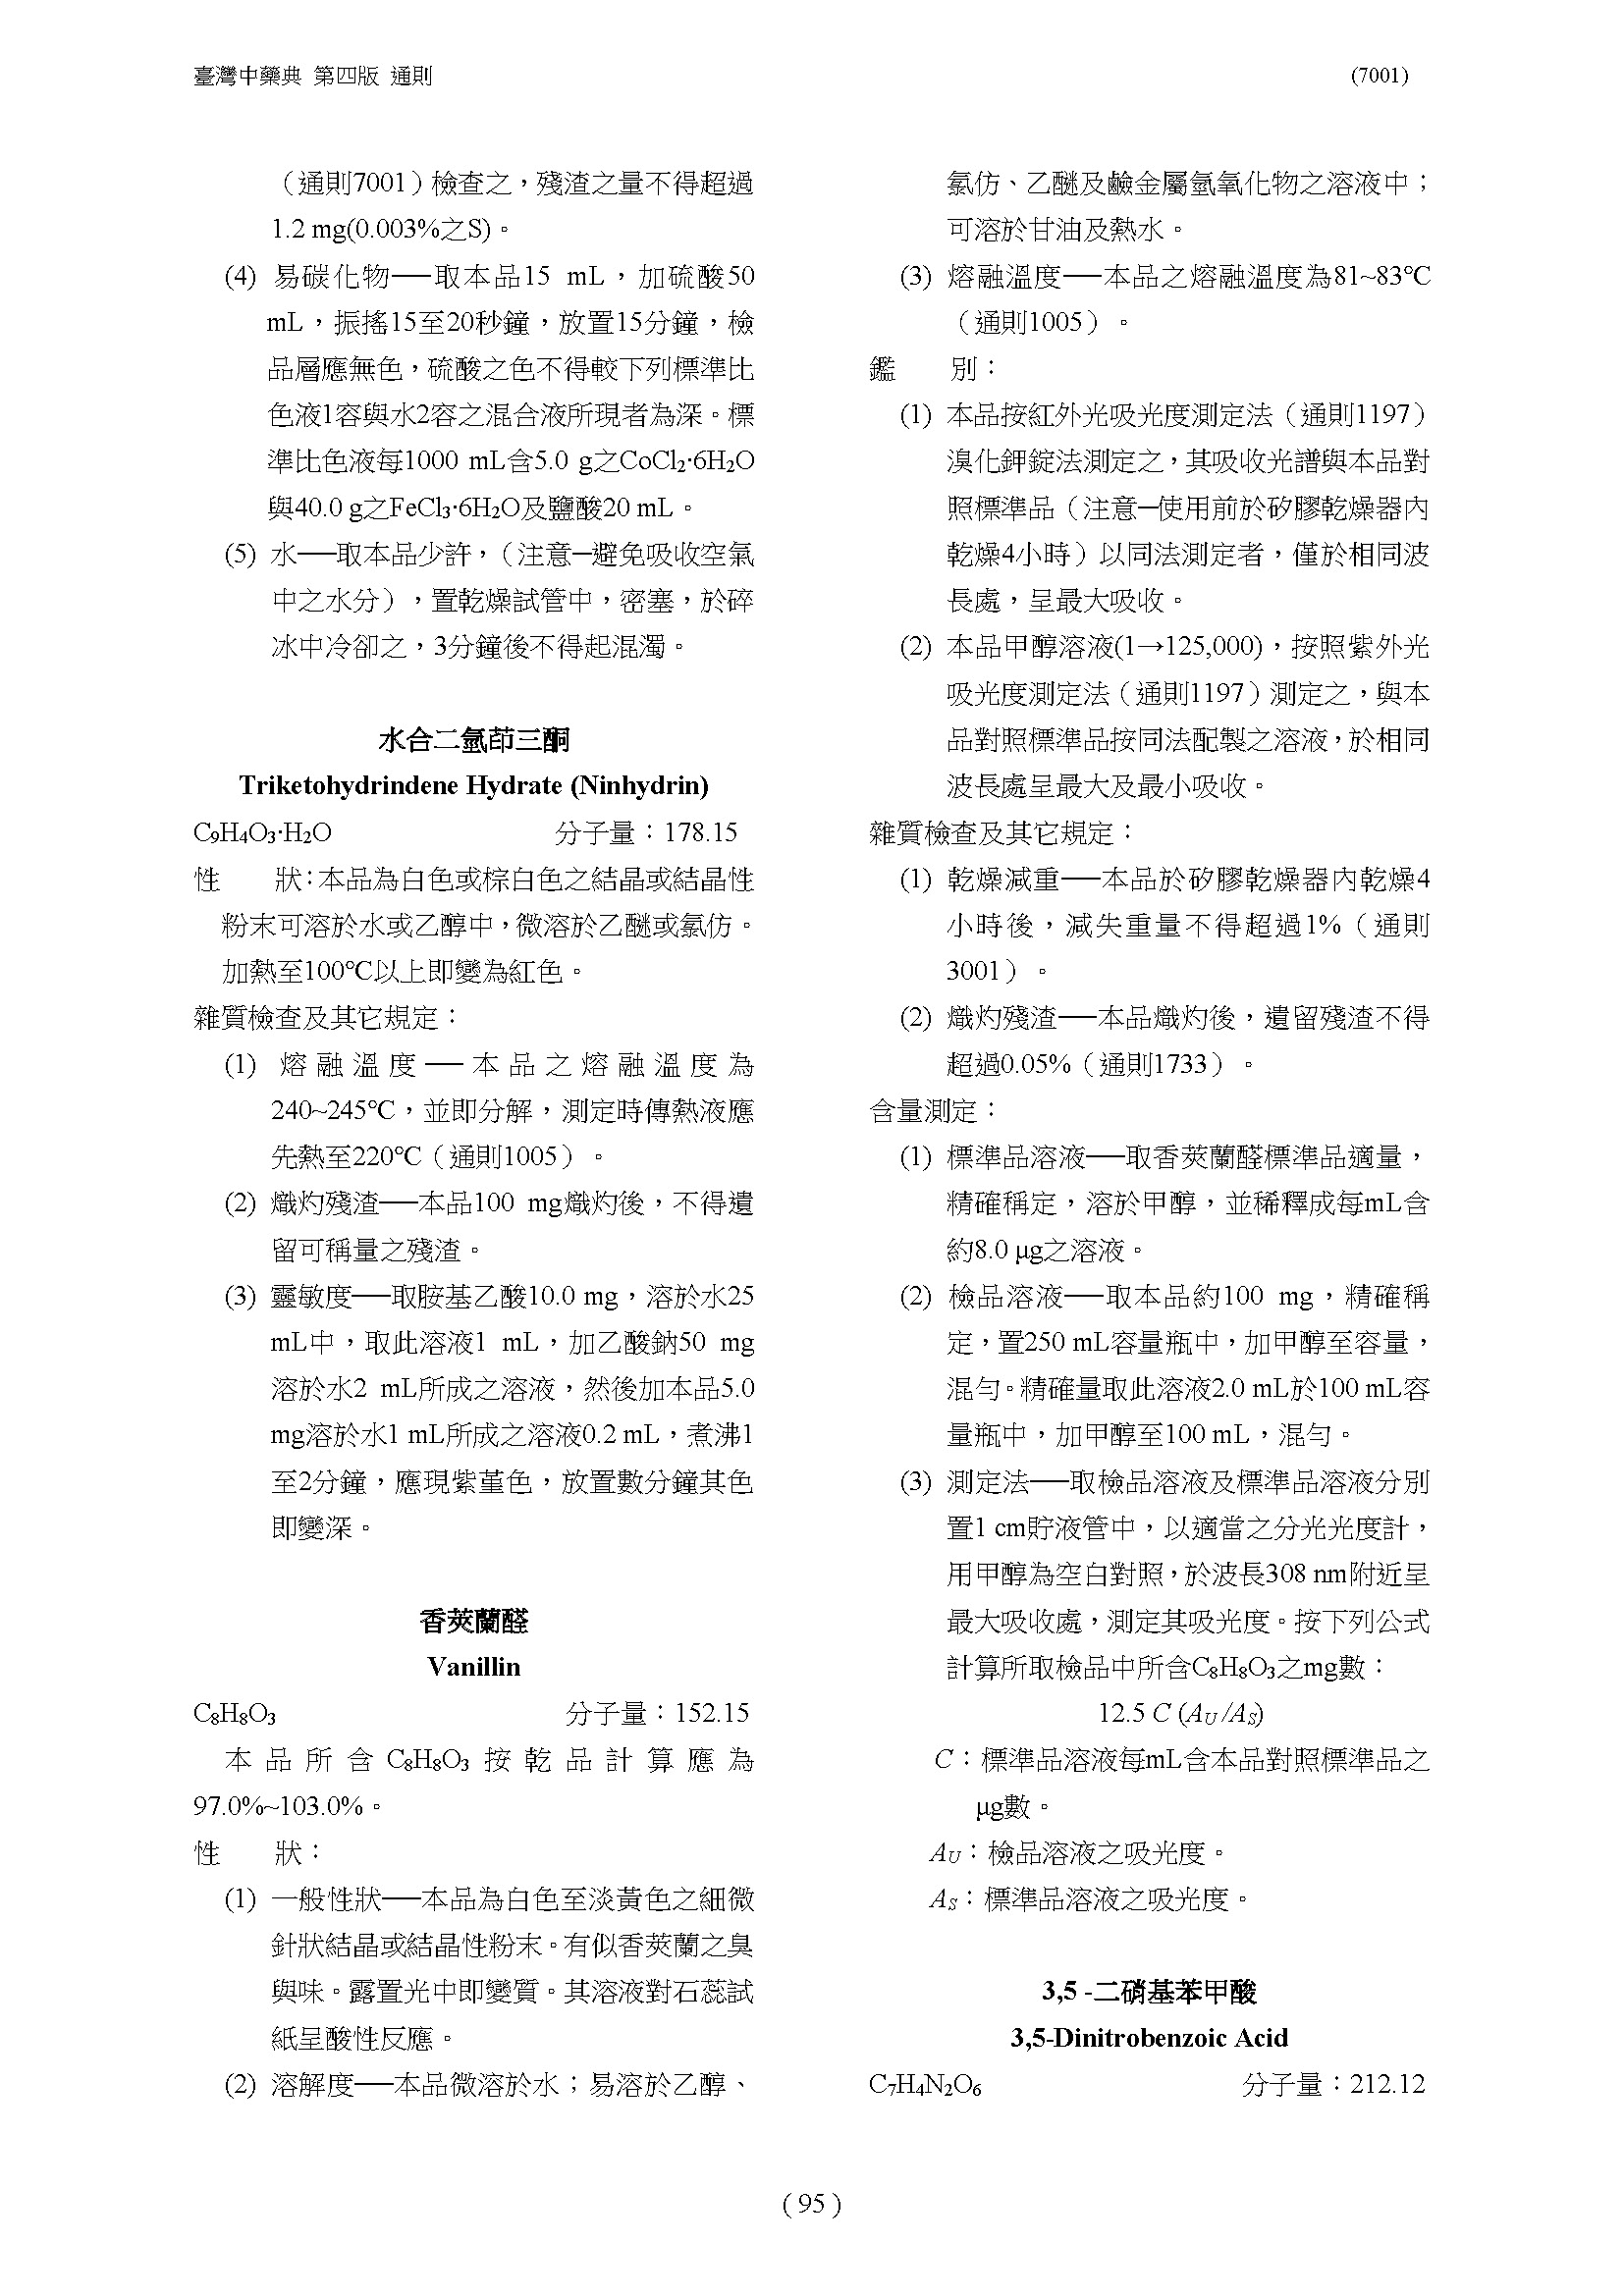 臺灣中藥典 第四版 通則
(7001)
（通則7001）檢查之，殘渣之量不得超過
1.2 mg(0.003%之S)。
(4) 易碳化物──取本品15 mL，加硫酸50
mL，振搖15至20秒鐘，放置15分鐘，檢
品層應無色，硫酸之色不得較下列標準比
色液1容與水2容之混合液所現者為深。標
準比色液每1000 mL含5.0 g之CoCl₂·6H₂O
與40.0 g之FeCl₃·6H₂O及鹽酸20 mL。
(5) 水──取本品少許，（注意─避免吸收空氣
中之水分），置乾燥試管中，密塞，於碎
冰中冷卻之，3分鐘後不得起混濁。
水合二氫茚三酮
Triketohydrindene Hydrate (Ninhydrin)
C₉H₄O₃·H₂O 分子量：178.15
性 狀：本品為白色或棕白色之結晶或結晶性
粉末可溶於水或乙醇中，微溶於乙醚或氯仿。
加熱至100℃以上即變為紅色。
雜質檢查及其它規定：
(1) 熔融溫度──本品之熔融溫度為
240~245℃，並即分解，測定時傳熱液應
先熱至220℃（通則1005）。
(2) 熾灼殘渣──本品100 mg熾灼後，不得遺
留可稱量之殘渣。
(3) 靈敏度──取胺基乙酸10.0 mg，溶於水25
mL中，取此溶液1 mL，加乙酸鈉50 mg
溶於水2 mL所成之溶液，然後加本品5.0
mg溶於水1 mL所成之溶液0.2 mL，煮沸1
至2分鐘，應現紫堇色，放置數分鐘其色
即變深。
香莢蘭醛
Vanillin
C₈H₈O₃ 分子量：152.15
本品所含C₈H₈O₃按乾品計算應為
97.0%~103.0%。
性 狀：
(1) 一般性狀──本品為白色至淡黃色之細微
針狀結晶或結晶性粉末。有似香莢蘭之臭
與味。露置光中即變質。其溶液對石蕊試
紙呈酸性反應。
(2) 溶解度──本品微溶於水；易溶於乙醇、
氯仿、乙醚及鹼金屬氫氧化物之溶液中；
可溶於甘油及熱水。
(3) 熔融溫度──本品之熔融溫度為81~83℃
（通則1005）。
鑑 別：
(1) 本品按紅外光吸光度測定法（通則1197）
溴化鉀錠法測定之，其吸收光譜與本品對
照標準品（注意─使用前於矽膠乾燥器內
乾燥4小時）以同法測定者，僅於相同波
長處，呈最大吸收。
(2) 本品甲醇溶液(1→125,000)，按照紫外光
吸光度測定法（通則1197）測定之，與本
品對照標準品按同法配製之溶液，於相同
波長處呈最大及最小吸收。
雜質檢查及其它規定：
(1) 乾燥減重──本品於矽膠乾燥器內乾燥4
小時後，減失重量不得超過1%（通則
3001）。
(2) 熾灼殘渣──本品熾灼後，遺留殘渣不得
超過0.05%（通則1733）。
含量測定：
(1) 標準品溶液──取香莢蘭醛標準品適量，
精確稱定，溶於甲醇，並稀釋成每mL含
約8.0 μg之溶液。
(2) 檢品溶液──取本品約100 mg，精確稱
定，置250 mL容量瓶中，加甲醇至容量，
混勻。精確量取此溶液2.0 mL於100 mL容
量瓶中，加甲醇至100 mL，混勻。
(3) 測定法──取檢品溶液及標準品溶液分別
置1 cm貯液管中，以適當之分光光度計，
用甲醇為空白對照，於波長308 nm附近呈
最大吸收處，測定其吸光度。按下列公式
計算所取檢品中所含C₈H₈O₃之mg數：
12.5 C (AU/AS)
C：標準品溶液每mL含本品對照標準品之
μg數。
AU：檢品溶液之吸光度。
AS：標準品溶液之吸光度。
3,5 -二硝基苯甲酸
3,5-Dinitrobenzoic Acid
C₇H₄N₂O₆ 分子量：212.12
( 95 )